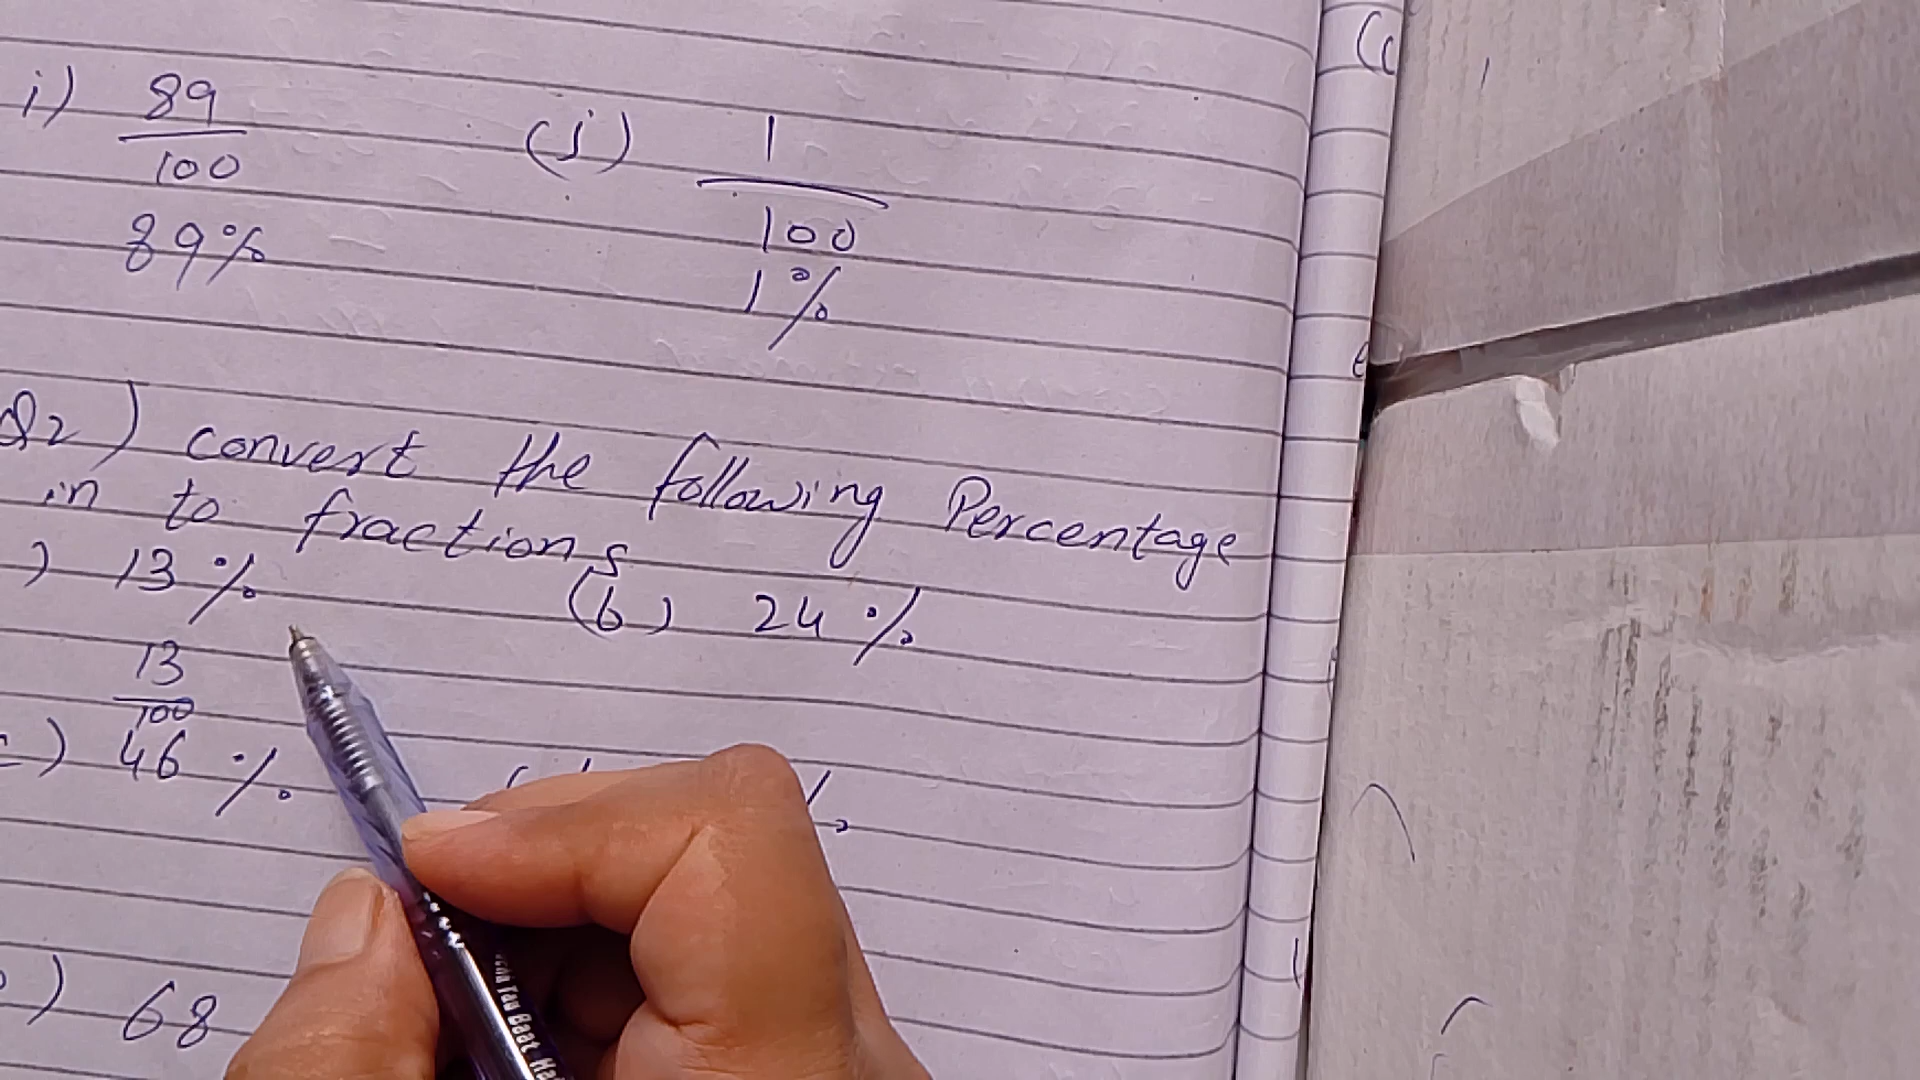 i) 89/100 (j) 1/100
89% 1%
Q2) convert the following Percentage
in to fractions
) 13% (b) 24%
13/100
c) 46%
) 68